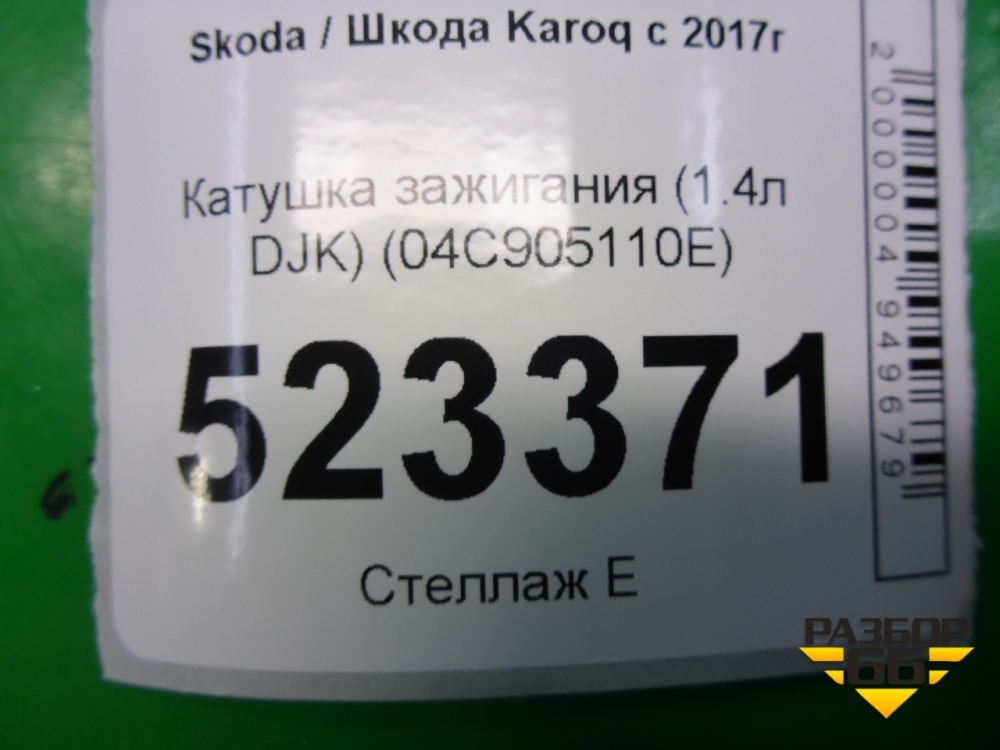 Skoda / Шкода Karoq с 2017г
Катушка зажигания (1.4л
DJK) (04C905110E)
523371
Стеллаж Е
2000004949679
РАЗБОР
66